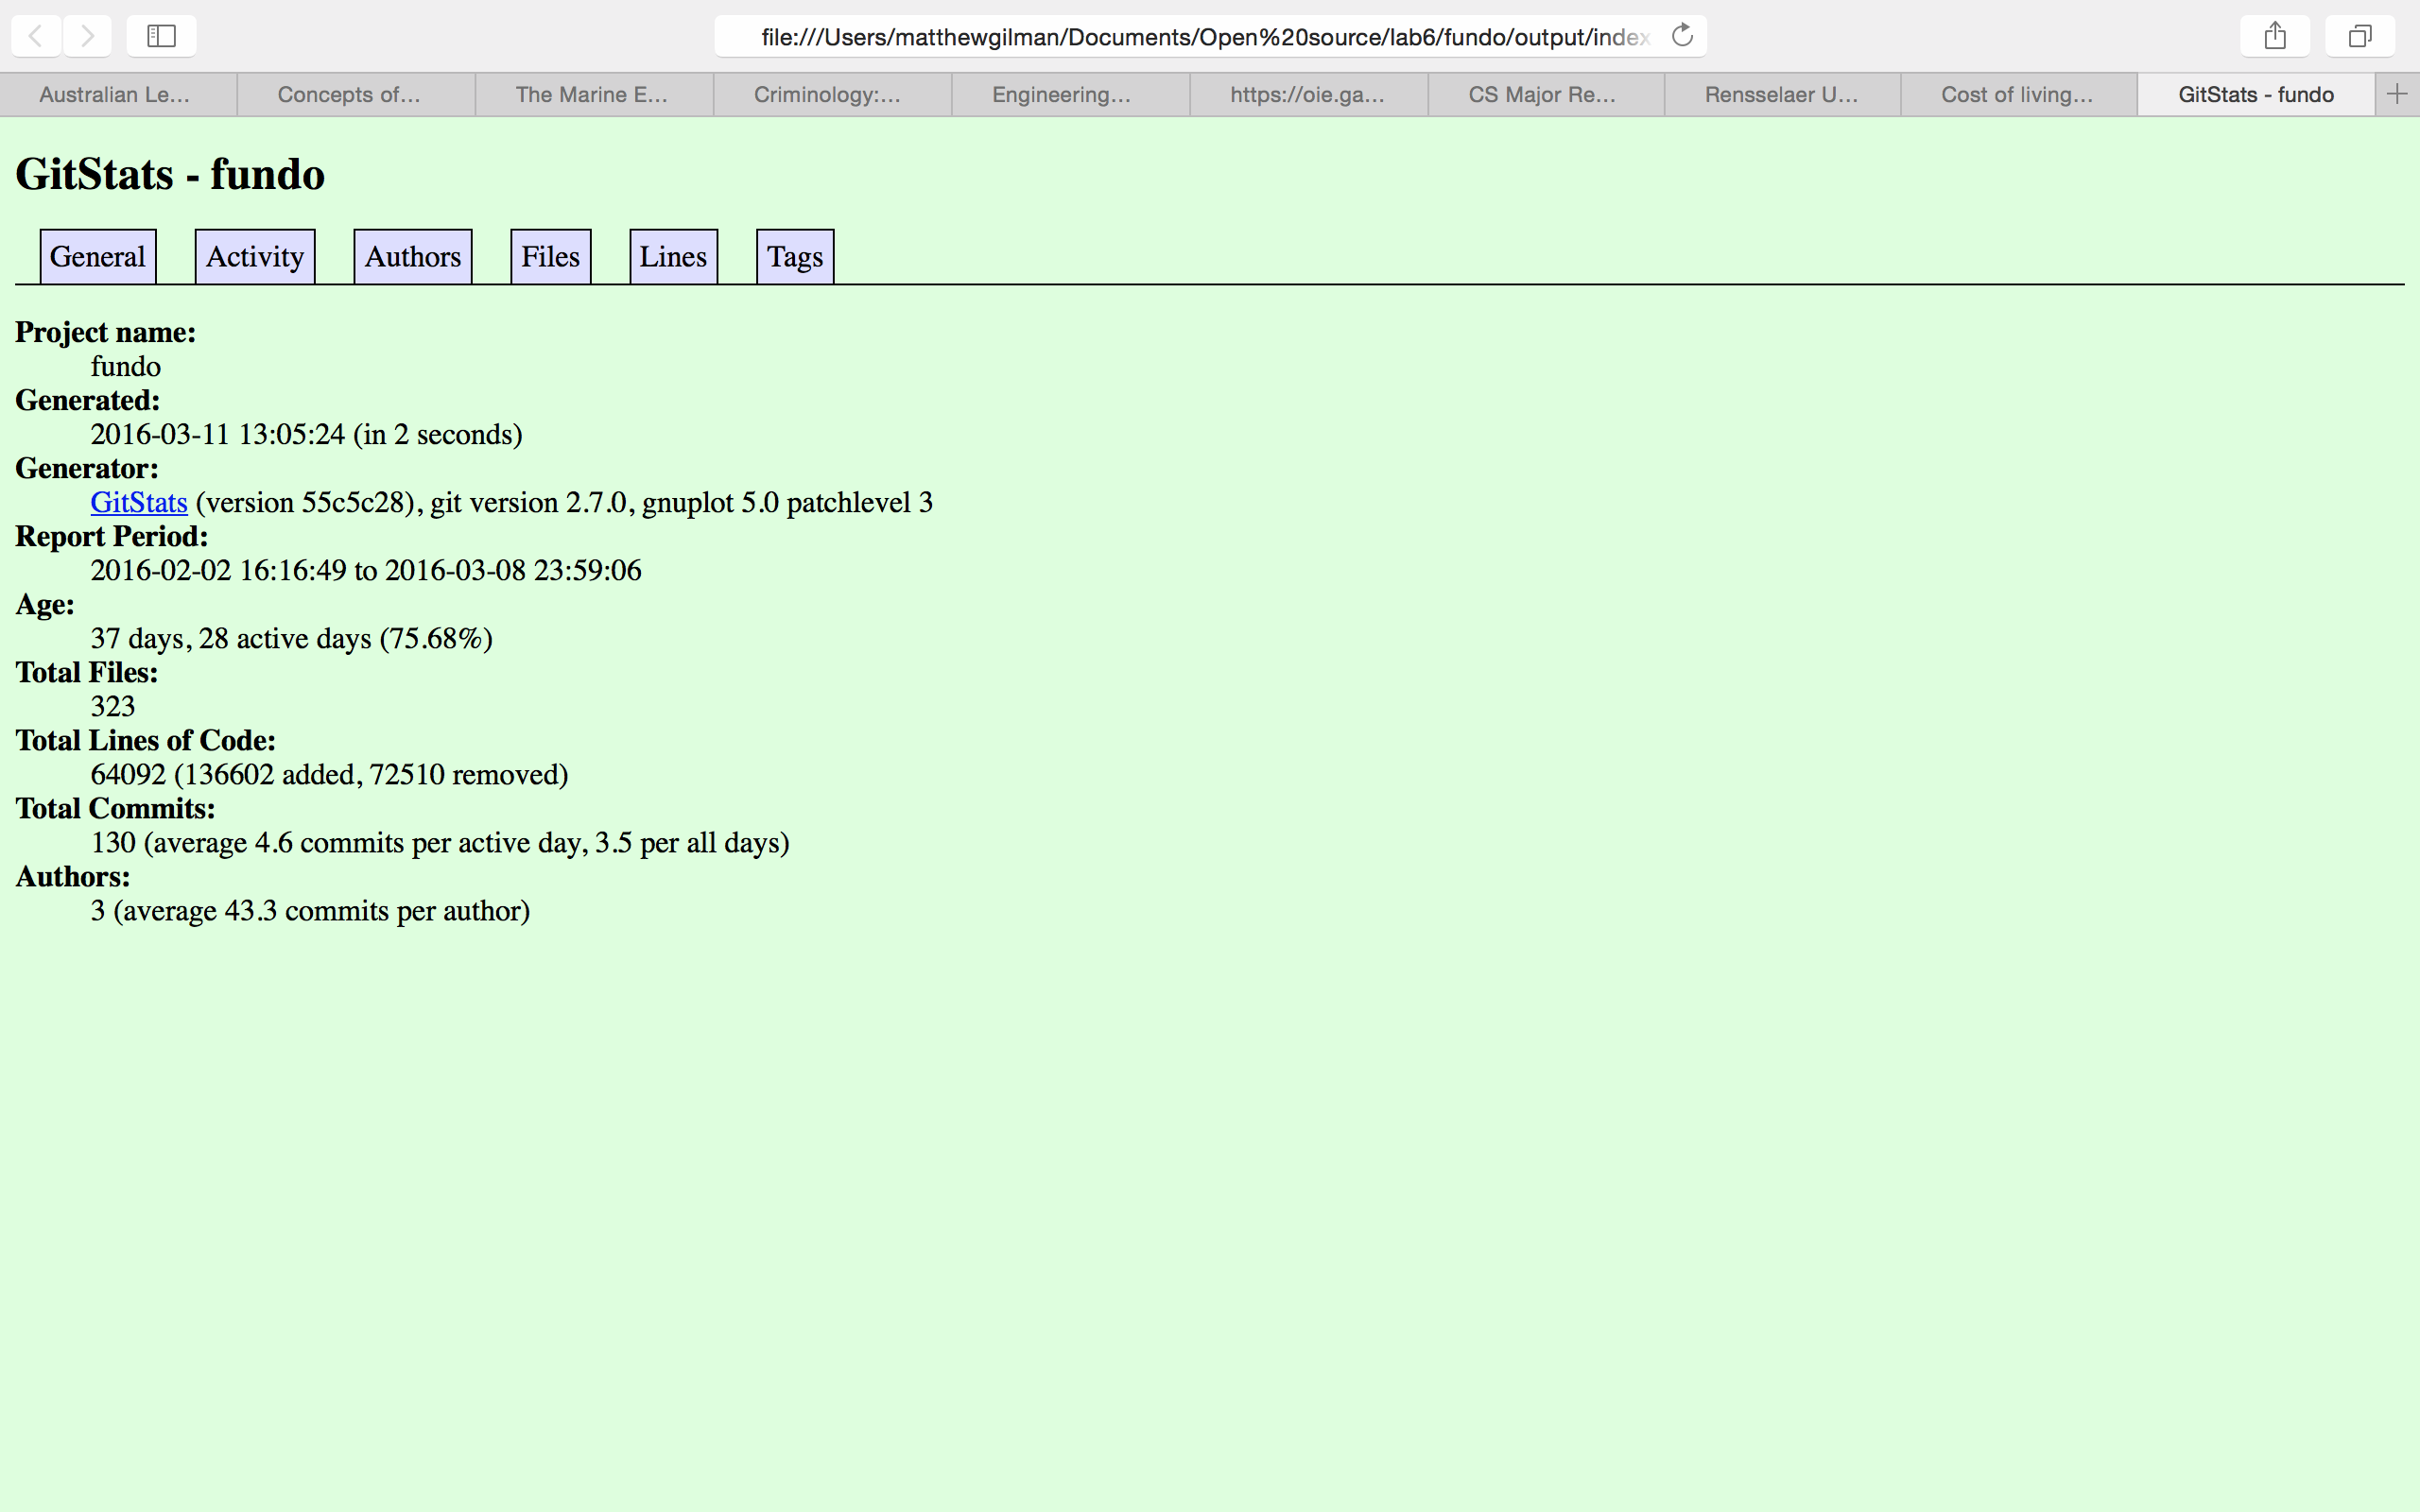 file:///Users/matthewgilman/Documents/Open%20source/lab6/fundo/output/index
Australian Le... Concepts of... The Marine E... Criminology:... Engineering... https://oie.ga... CS Major Re... Rensselaer U... Cost of living... GitStats - fundo
GitStats - fundo
General Activity Authors Files Lines Tags
Project name:
fundo
Generated:
2016-03-11 13:05:24 (in 2 seconds)
Generator:
GitStats (version 55c5c28), git version 2.7.0, gnuplot 5.0 patchlevel 3
Report Period:
2016-02-02 16:16:49 to 2016-03-08 23:59:06
Age:
37 days, 28 active days (75.68%)
Total Files:
323
Total Lines of Code:
64092 (136602 added, 72510 removed)
Total Commits:
130 (average 4.6 commits per active day, 3.5 per all days)
Authors:
3 (average 43.3 commits per author)